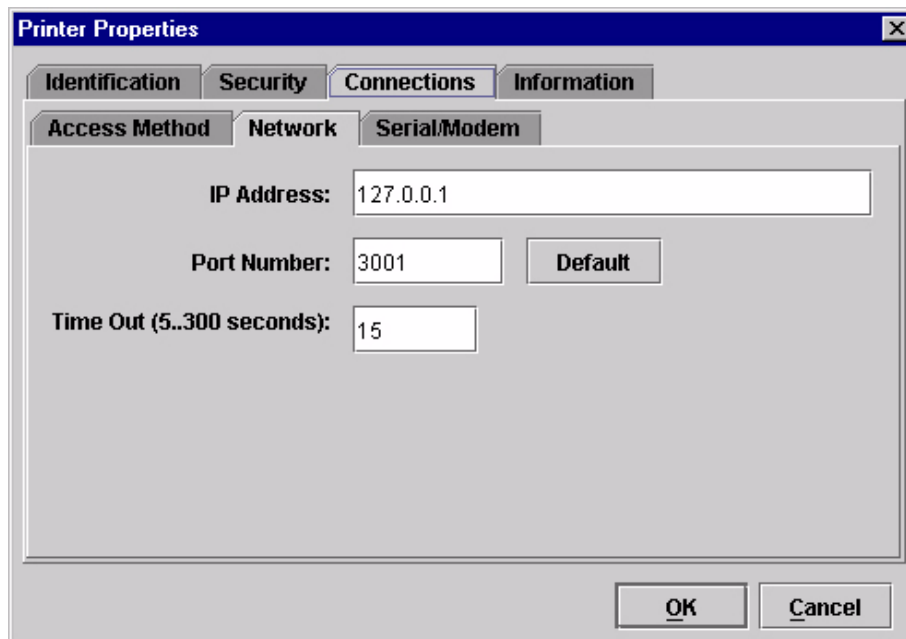 Printer Properties
Identification Security Connections Information
Access Method Network Serial/Modem
IP Address: 127.0.0.1
Port Number: 3001 Default
Time Out (5..300 seconds): 15
OK Cancel